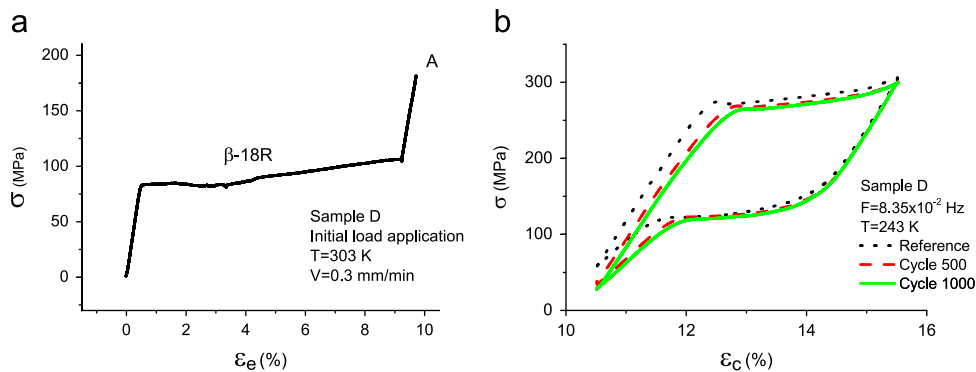 a
200
150
100
50
0
σ (MPa)
A
β-18R
Sample D
Initial load application
T=303 K
V=0.3 mm/min
0 2 4 6 8 10
εe (%)
b
300
200
100
0
σ (MPa)
Sample D
F=8.35x10⁻² Hz
T=243 K
Reference
Cycle 500
Cycle 1000
10 12 14 16
εc (%)